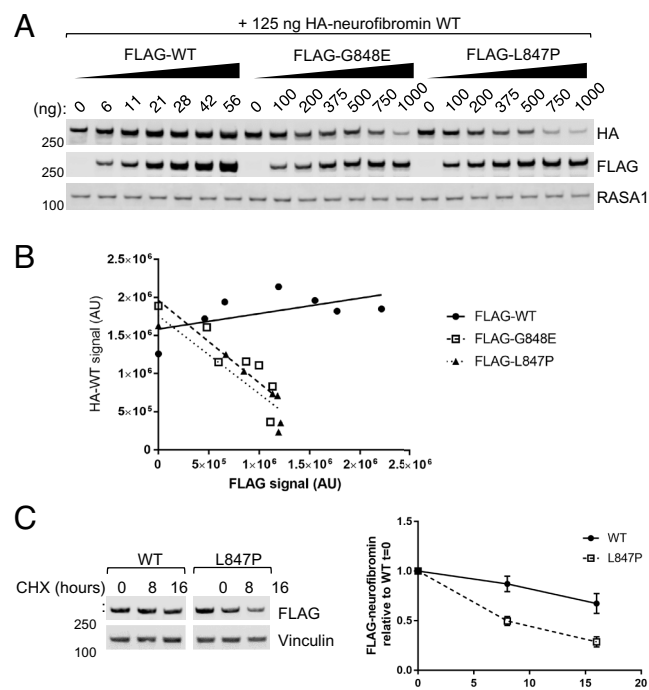 A
+ 125 ng HA-neurofibromin WT
FLAG-WT FLAG-G848E FLAG-L847P
(ng): 0 6 11 21 28 42 56 0 100 200 375 500 750 1000 0 100 200 375 500 750 1000
250 HA
250 FLAG
100 RASA1
B
2.5×10⁶
2×10⁶
1.5×10⁶
1×10⁶
5×10⁵
0
HA-WT signal (AU)
0 5×10⁵ 1×10⁶ 1.5×10⁶ 2×10⁶ 2.5×10⁶
FLAG signal (AU)
FLAG-WT
FLAG-G848E
FLAG-L847P
C
WT L847P
CHX (hours) 0 8 16 0 8 16
: FLAG
250
Vinculin
100
1.5
1.0
0.5
0.0
FLAG-neurofibromin
relative to WT t=0
0 5 10 15 20
WT
L847P